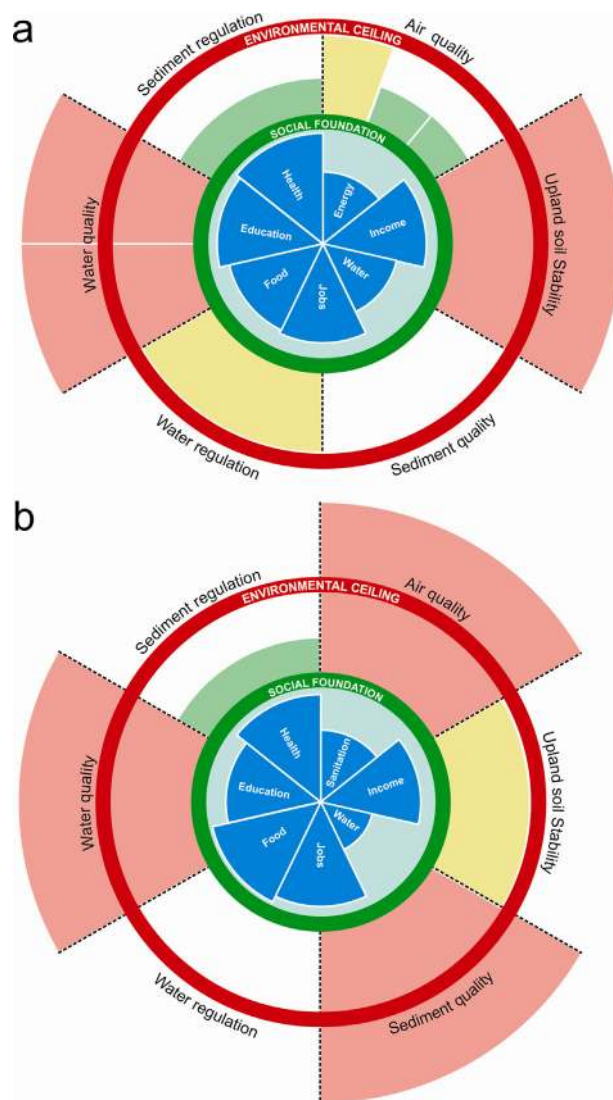 a
Sediment regulation
ENVIRONMENTAL CEILING
Air quality
SOCIAL FOUNDATION
Health
Energy
Education
Income
Water quality
Upland soil Stability
Food
Water
Jobs
Water regulation
Sediment quality
b
Sediment regulation
ENVIRONMENTAL CEILING
Air quality
SOCIAL FOUNDATION
Health
Sanitation
Education
Income
Water quality
Upland soil Stability
Food
Water
Jobs
Water regulation
Sediment quality